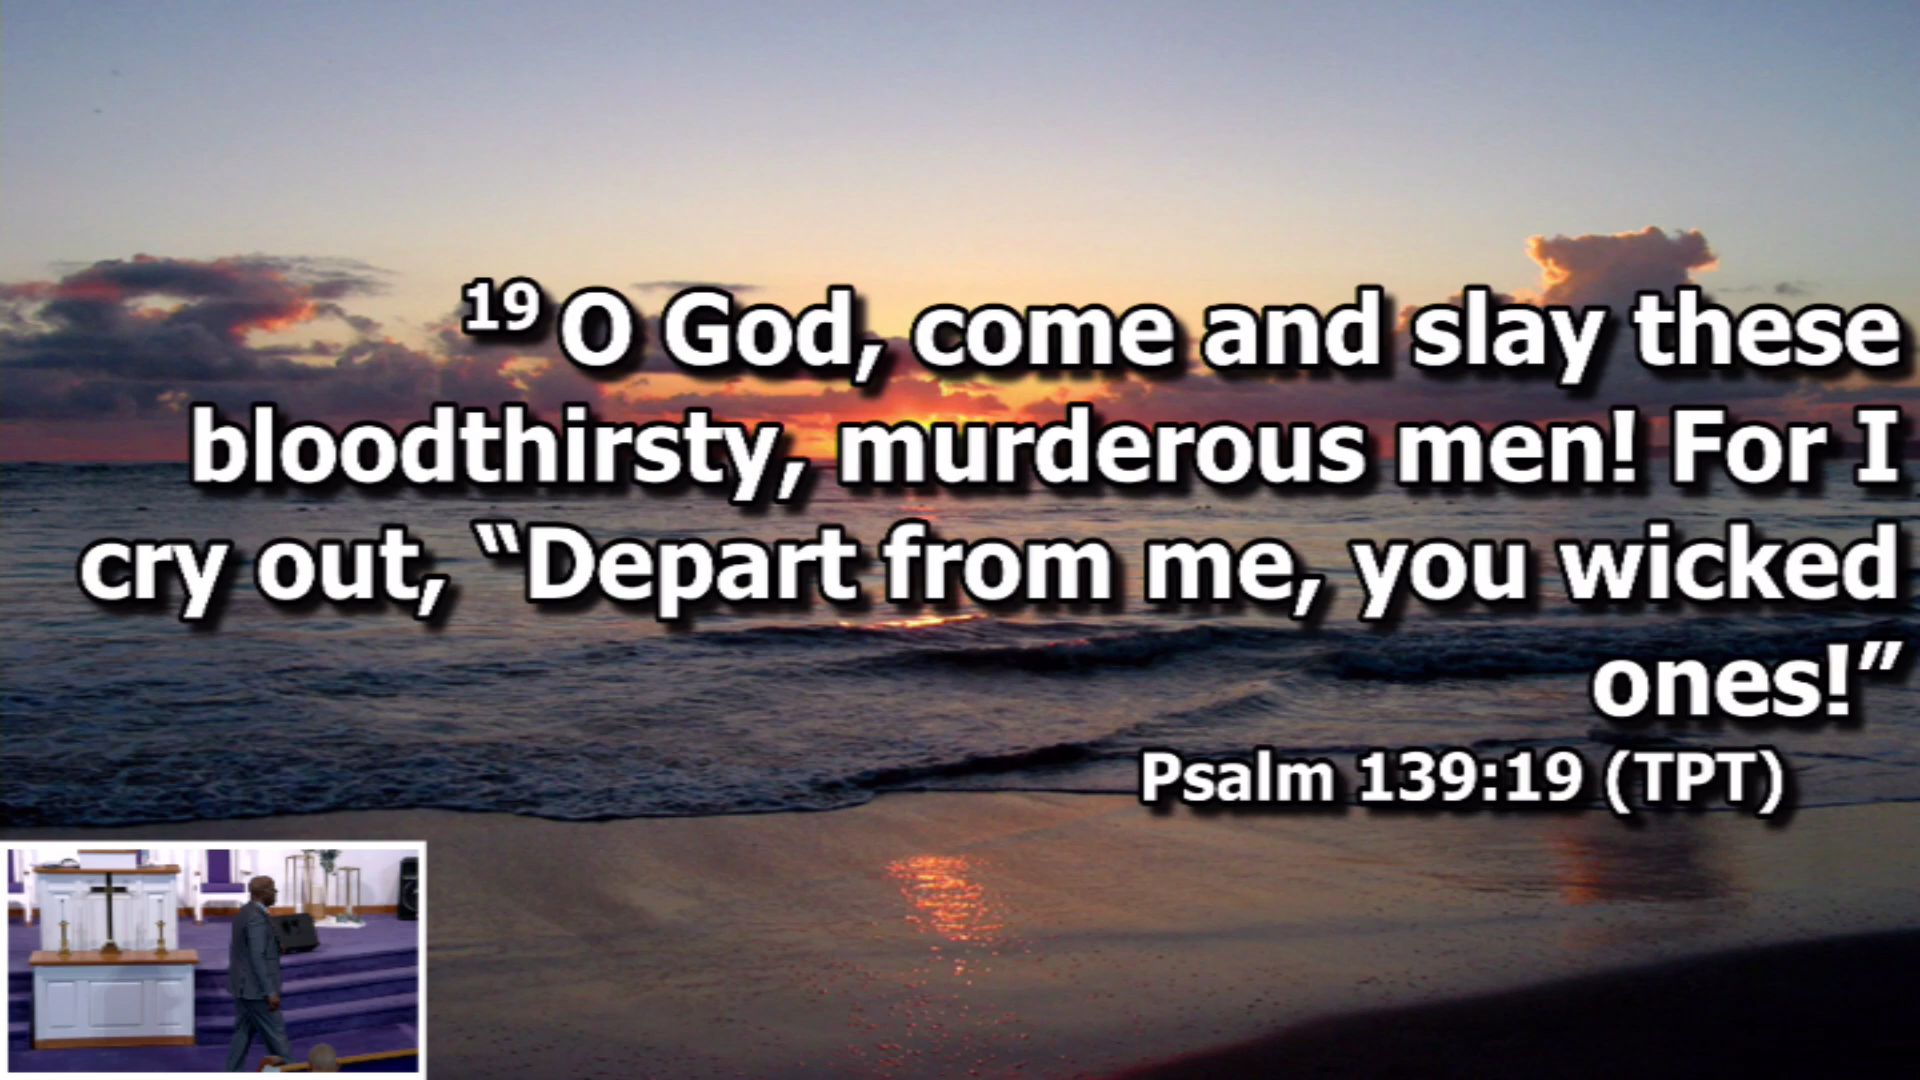 19 O God, come and slay these
bloodthirsty, murderous men! For I
cry out, “Depart from me, you wicked
ones!”
Psalm 139:19 (TPT)